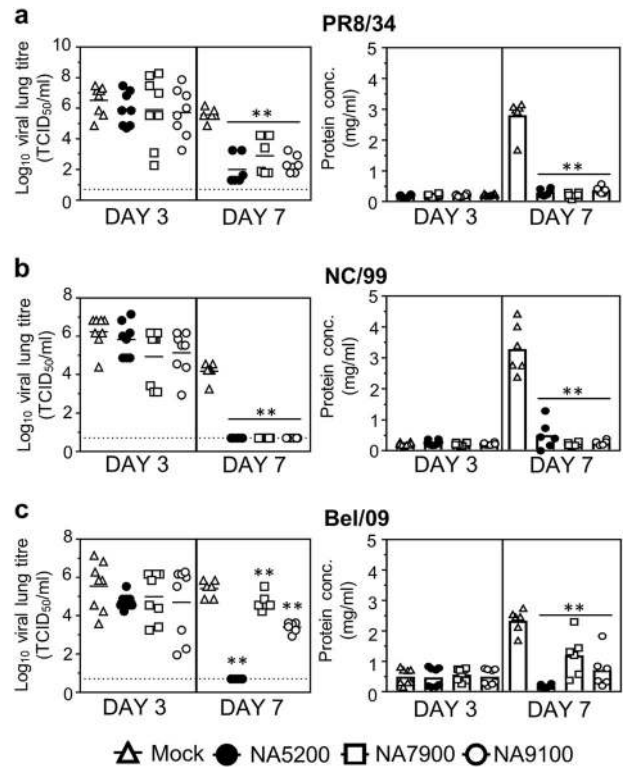 a
PR8/34
Log₁₀ viral lung titre
(TCID₅₀/ml)
10
8
6
4
2
0
**
DAY 3 DAY 7
Protein conc.
(mg/ml)
5
4
3
2
1
0
**
DAY 3 DAY 7
b
NC/99
Log₁₀ viral lung titre
(TCID₅₀/ml)
8
6
4
2
0
**
DAY 3 DAY 7
Protein conc.
(mg/ml)
5
4
3
2
1
0
**
DAY 3 DAY 7
c
Bel/09
Log₁₀ viral lung titre
(TCID₅₀/ml)
8
6
4
2
0
**
**
**
DAY 3 DAY 7
Protein conc.
(mg/ml)
5
4
3
2
1
0
**
DAY 3 DAY 7
Mock NA5200 NA7900 NA9100